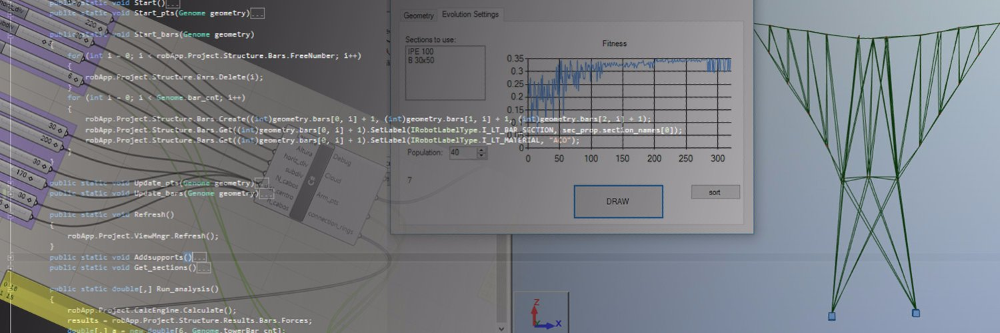 public static void Start()...
public static void Start_pts(Genome geometry)...
public static void Start_bars(Genome geometry)
{
for (int i = 0; i < robApp.Project.Structure.Bars.FreeNumber; i++)
{
robApp.Project.Structure.Bars.Delete(i);
}
for (int i = 0; i < Genome.bar_cnt; i++)
{
robApp.Project.Structure.Bars.Create((int)geometry.bars[0, i] + 1, (int)geometry.bars[1, i] + 1, (int)geometry.bars[2, i] + 1);
robApp.Project.Structure.Bars.Get((int)geometry.bars[0, i] + 1).SetLabel(IRobotLabelType.I_LT_BAR_SECTION, sec_prop.section_names[0]);
robApp.Project.Structure.Bars.Get((int)geometry.bars[0, i] + 1).SetLabel(IRobotLabelType.I_LT_MATERIAL, "ACO");
}
}
public static void Update_pts(Genome geometry)...
public static void Update_bars(Genome geometry)...
public static void Refresh()
{
robApp.Project.ViewMngr.Refresh();
}
public static void Addsupports()...
public static void Get_sections()...
public static double[,] Run_analysis()
{
robApp.Project.CalcEngine.Calculate();
results = robApp.Project.Structure.Results.Bars.Forces;
double[,] a = new double[6, Genome.towerBar_cnt];
horiz_div
subdiv
220
20
3
6
30
200
30
170
30
Altura
horiz_div
subdiv
N_cabos
n_cabos
Debug
Cloud
Arm_pts
connection_rings
Geometry
Evolution Settings
Sections to use:
IPE 100
B 30x50
Fitness
0.35
0.3
0.25
0.2
0.15
0.1
0
0 50 100 150 200 250 300
Population:
40
7
DRAW
sort
Z
Y
X